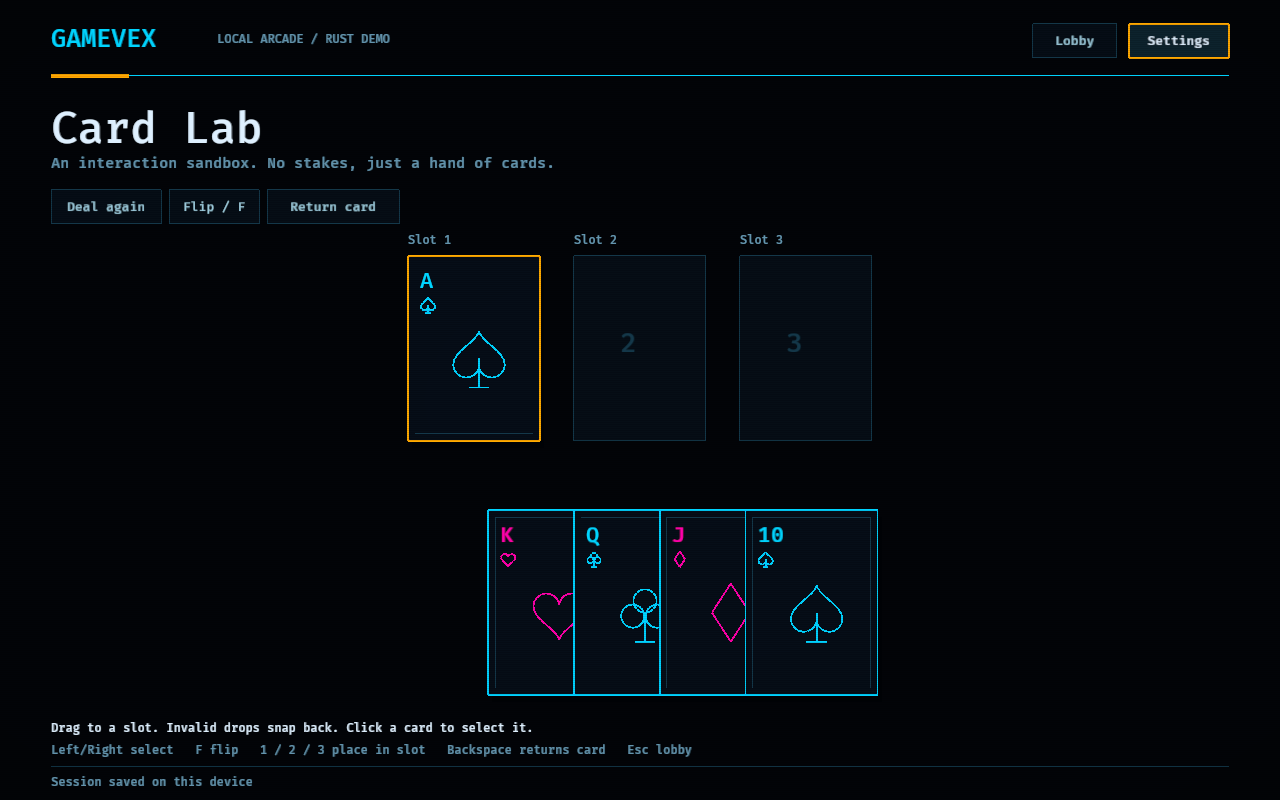 GAMEVEX LOCAL ARCADE / RUST DEMO Lobby Settings
Card Lab
An interaction sandbox. No stakes, just a hand of cards.
Deal again Flip / F Return card
Slot 1 Slot 2 Slot 3
A
2 3
K Q J 10
Drag to a slot. Invalid drops snap back. Click a card to select it.
Left/Right select F flip 1 / 2 / 3 place in slot Backspace returns card Esc lobby
Session saved on this device